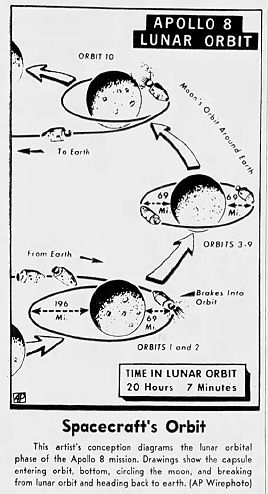 APOLLO 8
LUNAR ORBIT
ORBIT 10
Moon's Orbit Around Earth
To Earth
69
Mi.
69
Mi.
ORBITS 3-9
From Earth
Brakes Into
Orbit
196
Mi.
69
Mi.
ORBITS 1 and 2
TIME IN LUNAR ORBIT
20 Hours 7 Minutes
AP
Spacecraft's Orbit
This artist's conception diagrams the lunar orbital
phase of the Apollo 8 mission. Drawings show the capsule
entering orbit, bottom, circling the moon, and breaking
from lunar orbit and heading back to earth. (AP Wirephoto)